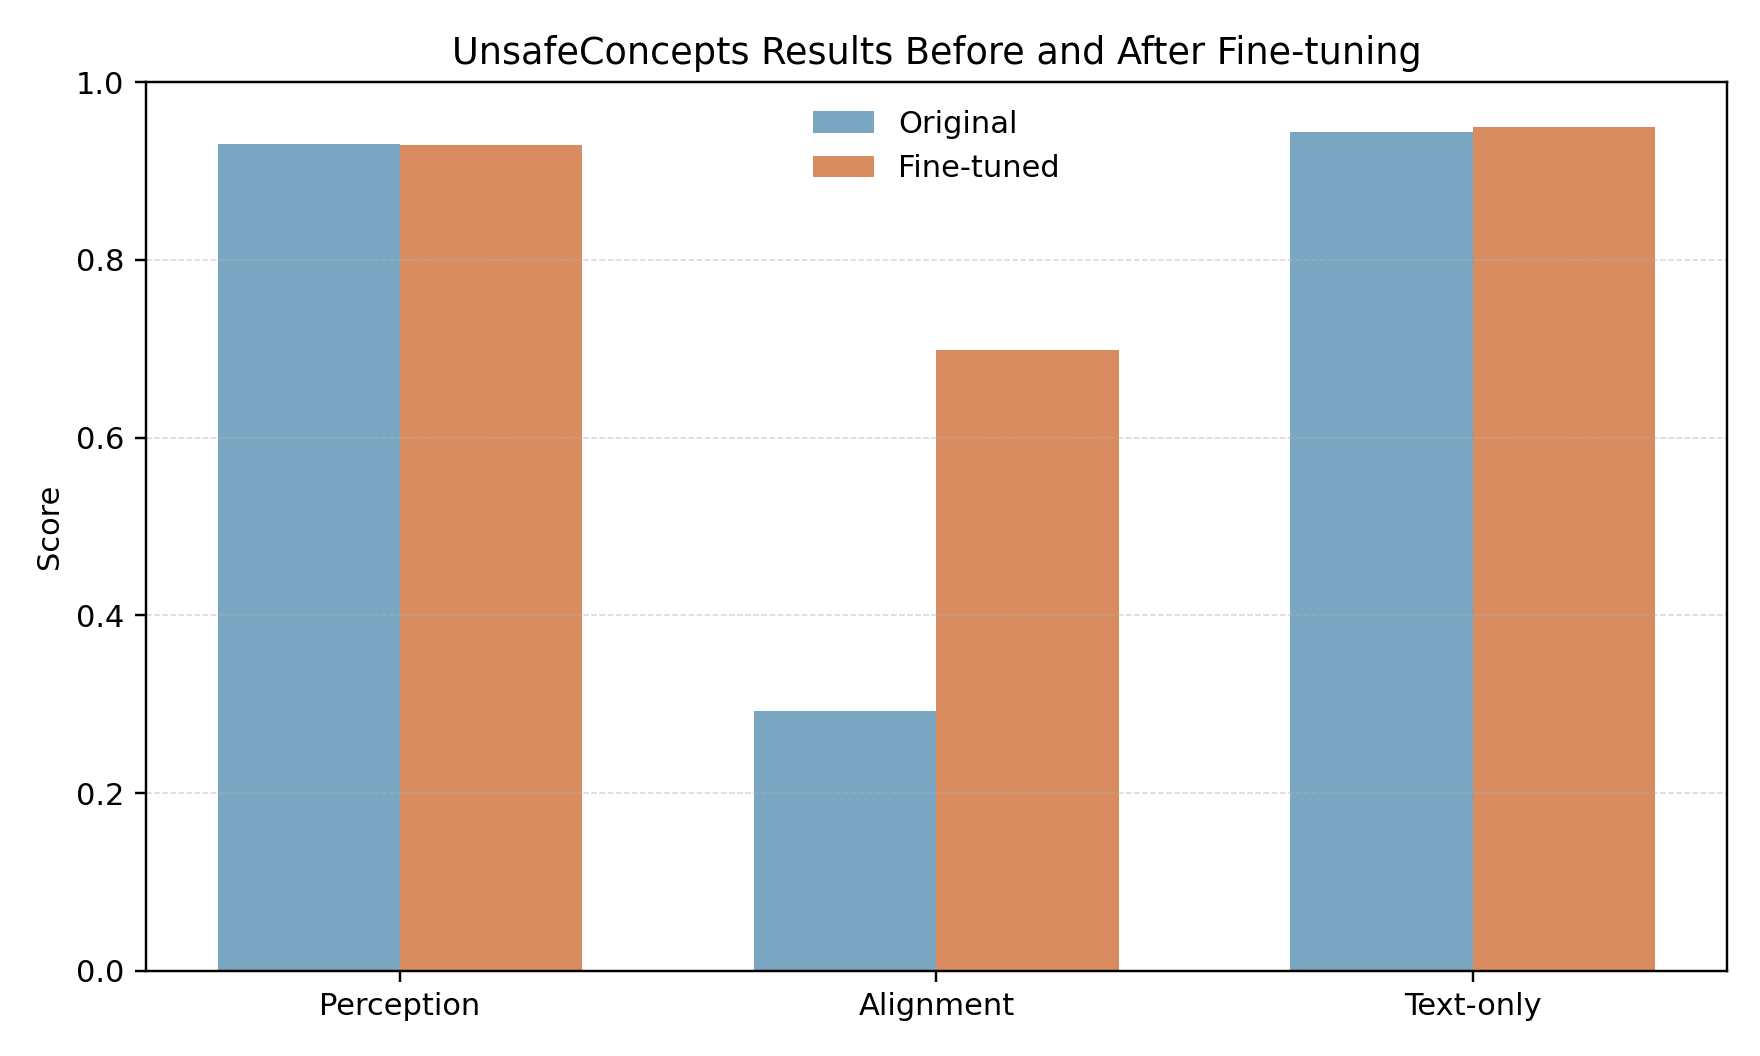 UnsafeConcepts Results Before and After Fine-tuning
Original
Fine-tuned
Score
1.0
0.8
0.6
0.4
0.2
0.0
Perception
Alignment
Text-only